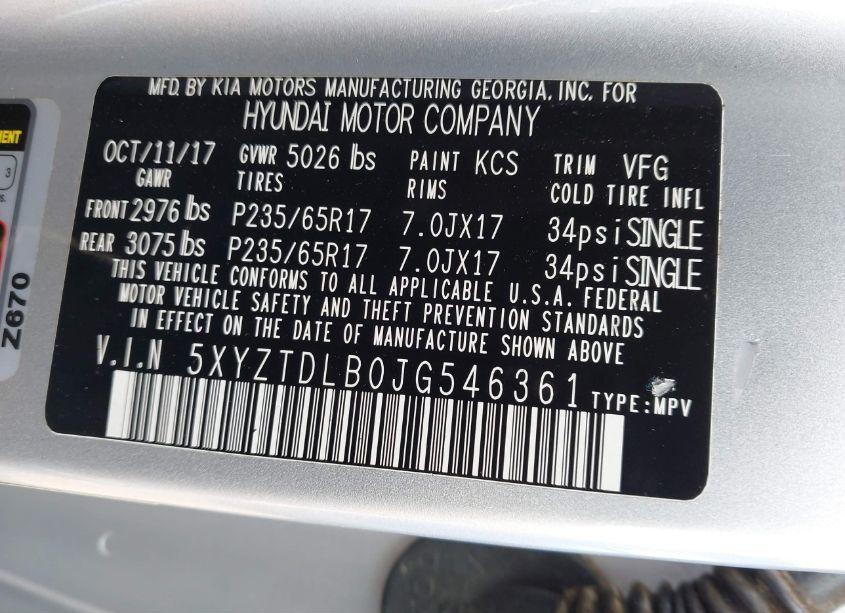 MFD. BY KIA MOTORS MANUFACTURING GEORGIA, INC. FOR
HYUNDAI MOTOR COMPANY
OCT/11/17 GVWR 5026 lbs PAINT KCS TRIM VFG
GAWR TIRES RIMS COLD TIRE INFL
FRONT 2976 lbs P235/65R17 7.0JX17 34psi SINGLE
REAR 3075 lbs P235/65R17 7.0JX17 34psi SINGLE
THIS VEHICLE CONFORMS TO ALL APPLICABLE U.S.A. FEDERAL
MOTOR VEHICLE SAFETY AND THEFT PREVENTION STANDARDS
IN EFFECT ON THE DATE OF MANUFACTURE SHOWN ABOVE
V.I.N 5XYZTDLB0JG546361 TYPE:MPV
3
Z670